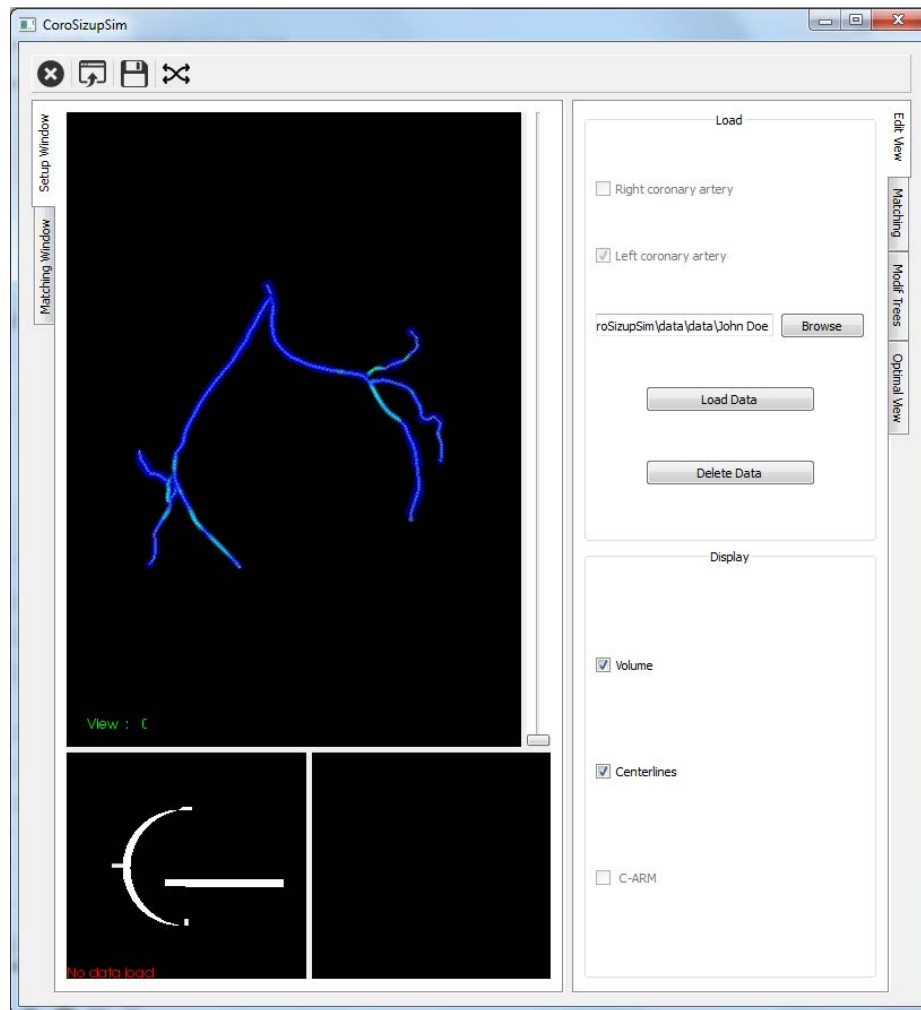 CoroSizupSim
Setup Window
Matching Window
View : 0
No data load
Load
Right coronary artery
Left coronary artery
roSizupSim\data\data\John Doe
Browse
Load Data
Delete Data
Display
Volume
Centerlines
C-ARM
Edit View
Matching
Modif Trees
Optimal View